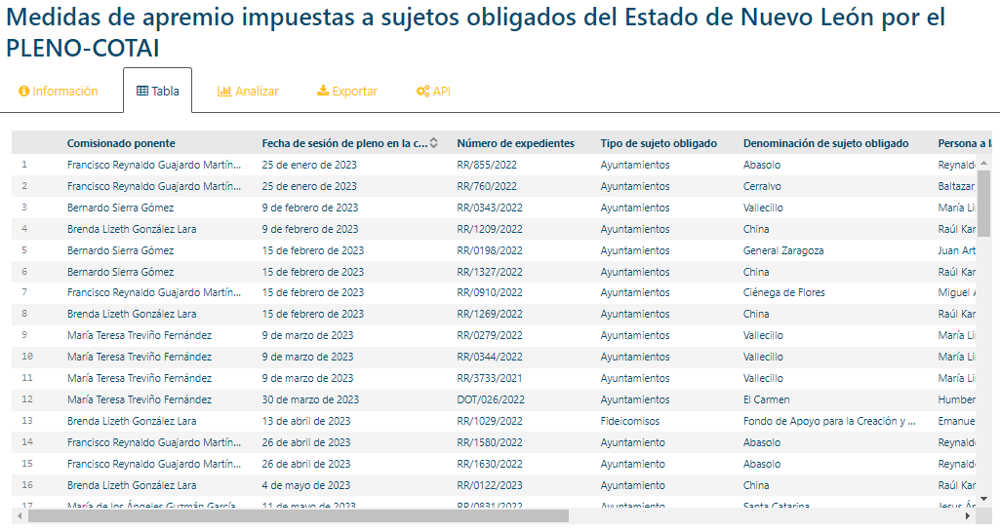 Medidas de apremio impuestas a sujetos obligados del Estado de Nuevo León por el
PLENO-COTAI
Información Tabla Analizar Exportar API
Comisionado ponente Fecha de sesión de pleno en la c... Número de expedientes Tipo de sujeto obligado Denominación de sujeto obligado Persona a la
1 Francisco Reynaldo Guajardo Martín... 25 de enero de 2023 RR/855/2022 Ayuntamientos Abasolo Reynald
2 Francisco Reynaldo Guajardo Martín... 25 de enero de 2023 RR/760/2022 Ayuntamientos Cerralvo Baltazar
3 Bernardo Sierra Gómez 9 de febrero de 2023 RR/0343/2022 Ayuntamientos Vallecillo María Li
4 Brenda Lizeth González Lara 9 de febrero de 2023 RR/1209/2022 Ayuntamientos China Raúl Kar
5 Bernardo Sierra Gómez 15 de febrero de 2023 RR/0198/2022 Ayuntamientos General Zaragoza Juan Art
6 Bernardo Sierra Gómez 15 de febrero de 2023 RR/1327/2022 Ayuntamientos China Raúl Kar
7 Francisco Reynaldo Guajardo Martín... 15 de febrero de 2023 RR/0910/2022 Ayuntamientos Ciénega de Flores Miguel A
8 Brenda Lizeth González Lara 15 de febrero de 2023 RR/1269/2022 Ayuntamientos China Raúl Kar
9 María Teresa Treviño Fernández 9 de marzo de 2023 RR/0279/2022 Ayuntamientos Vallecillo María Li
10 María Teresa Treviño Fernández 9 de marzo de 2023 RR/0344/2022 Ayuntamientos Vallecillo María Li
11 María Teresa Treviño Fernández 9 de marzo de 2023 RR/3733/2021 Ayuntamientos Vallecillo María Li
12 María Teresa Treviño Fernández 30 de marzo de 2023 DOT/026/2022 Ayuntamientos El Carmen Humber
13 Brenda Lizeth González Lara 13 de abril de 2023 RR/1029/2022 Fideicomisos Fondo de Apoyo para la Creación y ... Emanue
14 Francisco Reynaldo Guajardo Martín... 26 de abril de 2023 RR/1580/2022 Ayuntamiento Abasolo Reynald
15 Francisco Reynaldo Guajardo Martín... 26 de abril de 2023 RR/1630/2022 Ayuntamiento Abasolo Reynald
16 Brenda Lizeth González Lara 4 de mayo de 2023 RR/0122/2023 Ayuntamiento China Raúl Kar
17 María de los Ángeles Guzmán García 11 de mayo de 2023 RR/0831/2022 Ayuntamiento Santa Catarina Jesus Án